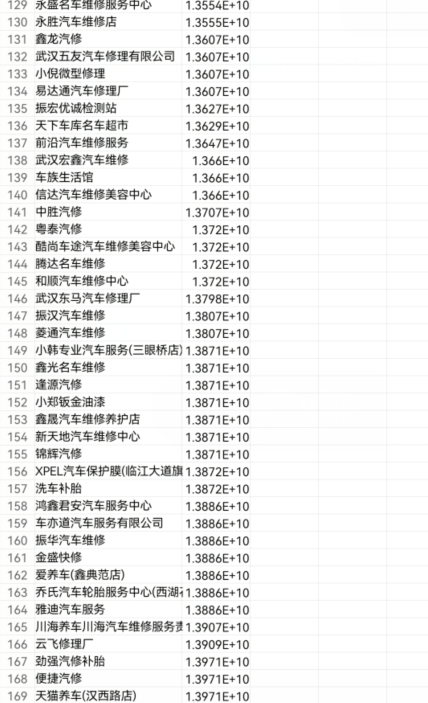 129 永盛名车维修服务中心 1.3554E+10
130 永胜汽车维修店 1.3555E+10
131 鑫龙汽修 1.3607E+10
132 武汉五友汽车修理有限公司 1.3607E+10
133 小倪微型修理 1.3607E+10
134 易达通汽车修理厂 1.3607E+10
135 振宏优诚检测站 1.3627E+10
136 天下车库名车超市 1.3629E+10
137 前沿汽车维修服务 1.3647E+10
138 武汉宏鑫汽车维修 1.366E+10
139 车族生活馆 1.366E+10
140 信达汽车维修美容中心 1.366E+10
141 中胜汽修 1.3707E+10
142 粤泰汽修 1.372E+10
143 酷尚车途汽车维修美容中心 1.372E+10
144 腾达名车维修 1.372E+10
145 和顺汽车维修中心 1.372E+10
146 武汉东马汽车修理厂 1.3798E+10
147 振汉汽车维修 1.3807E+10
148 菱通汽车维修 1.3807E+10
149 小韩专业汽车服务(三眼桥店) 1.3871E+10
150 鑫光名车维修 1.3871E+10
151 逢源汽修 1.3871E+10
152 小郑钣金油漆 1.3871E+10
153 鑫晟汽车维修养护店 1.3871E+10
154 新天地汽车维修中心 1.3871E+10
155 锦辉汽修 1.3871E+10
156 XPEL汽车保护膜(临江大道旗 1.3872E+10
157 洗车补胎 1.3872E+10
158 鸿鑫君安汽车服务中心 1.3886E+10
159 车亦道汽车服务有限公司 1.3886E+10
160 振华汽车维修 1.3886E+10
161 金盛快修 1.3886E+10
162 爱养车(鑫典范店) 1.3886E+10
163 乔氏汽车轮胎服务中心(西湖 1.3886E+10
164 雅迪汽车服务 1.3886E+10
165 川海养车川海汽车维修服务 1.3907E+10
166 云飞修理厂 1.3909E+10
167 劲强汽修补胎 1.3971E+10
168 便捷汽修 1.3971E+10
169 天猫养车(汉西路店) 1.3971E+10